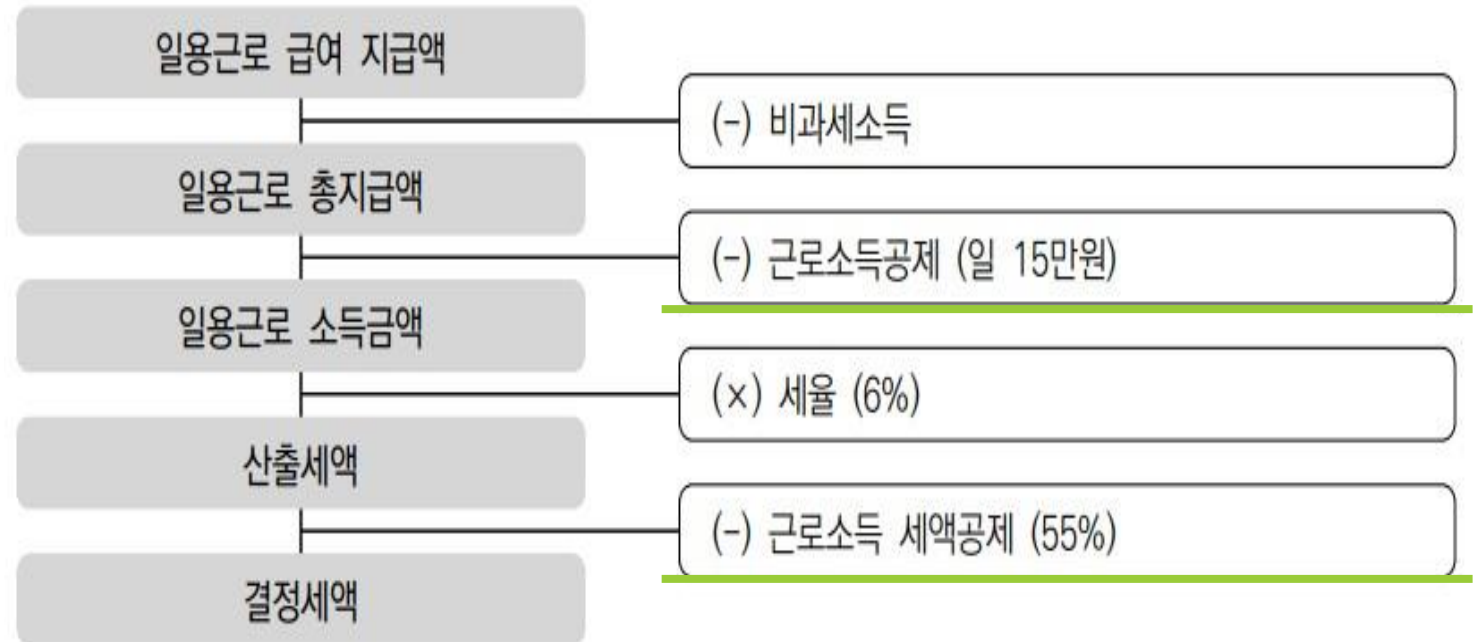 일용근로 급여 지급액
(-) 비과세소득
일용근로 총지급액
(-) 근로소득공제 (일 15만원)
일용근로 소득금액
(×) 세율 (6%)
산출세액
(-) 근로소득 세액공제 (55%)
결정세액